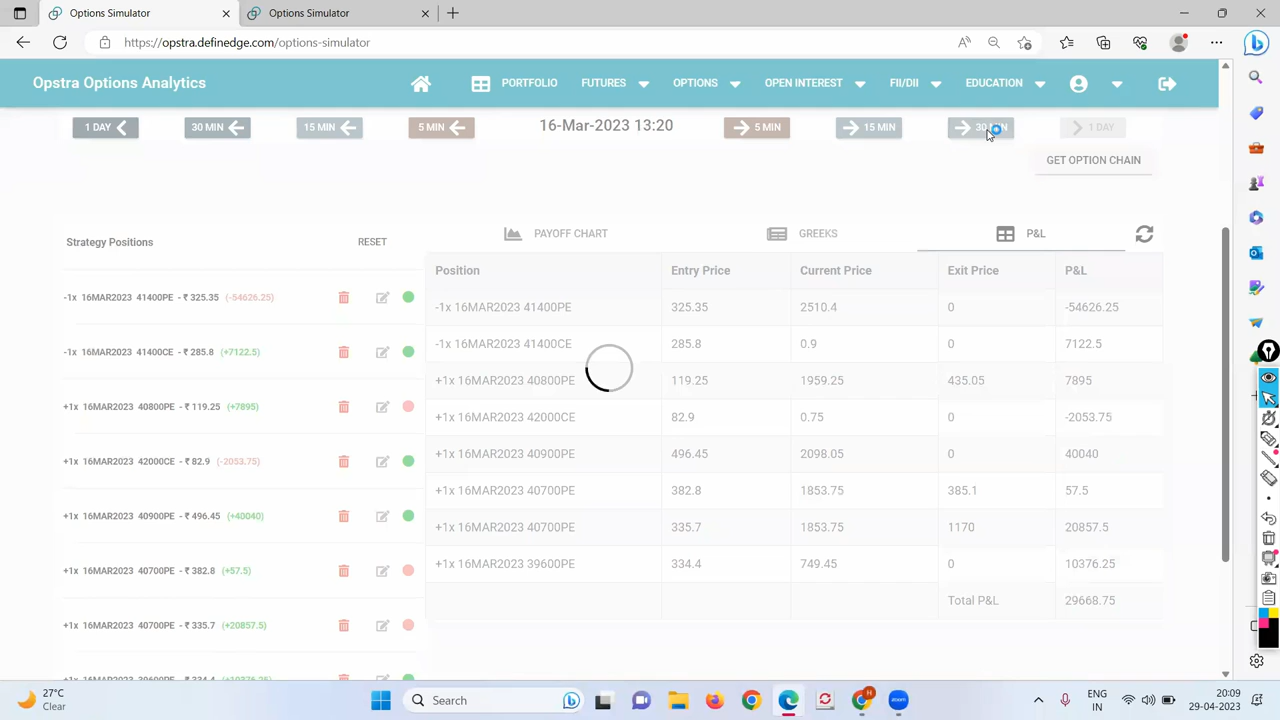 Options Simulator
Options Simulator
https://opstra.definedge.com/options-simulator
Opstra Options Analytics
PORTFOLIO
FUTURES
OPTIONS
OPEN INTEREST
FII/DII
EDUCATION
1 DAY
30 MIN
15 MIN
5 MIN
16-Mar-2023 13:20
5 MIN
15 MIN
30 MIN
1 DAY
GET OPTION CHAIN
Strategy Positions
RESET
PAYOFF CHART
GREEKS
P&L
-1x 16MAR2023 41400PE - ₹ 325.35 (-54626.25)
-1x 16MAR2023 41400CE - ₹ 285.8 (+7122.5)
+1x 16MAR2023 40800PE - ₹ 119.25 (+7895)
+1x 16MAR2023 42000CE - ₹ 82.9 (-2053.75)
+1x 16MAR2023 40900PE - ₹ 496.45 (+40040)
+1x 16MAR2023 40700PE - ₹ 382.8 (+57.5)
+1x 16MAR2023 40700PE - ₹ 335.7 (+20857.5)
+1x 16MAR2023 39600PE - ₹ 334.4 (+10376.25)
Position Entry Price Current Price Exit Price P&L
-1x 16MAR2023 41400PE 325.35 2510.4 0 -54626.25
-1x 16MAR2023 41400CE 285.8 0.9 0 7122.5
+1x 16MAR2023 40800PE 119.25 1959.25 435.05 7895
+1x 16MAR2023 42000CE 82.9 0.75 0 -2053.75
+1x 16MAR2023 40900PE 496.45 2098.05 0 40040
+1x 16MAR2023 40700PE 382.8 1853.75 385.1 57.5
+1x 16MAR2023 40700PE 335.7 1853.75 1170 20857.5
+1x 16MAR2023 39600PE 334.4 749.45 0 10376.25
Total P&L 29668.75
27°C
Clear
Search
ENG
IN
20:09
29-04-2023